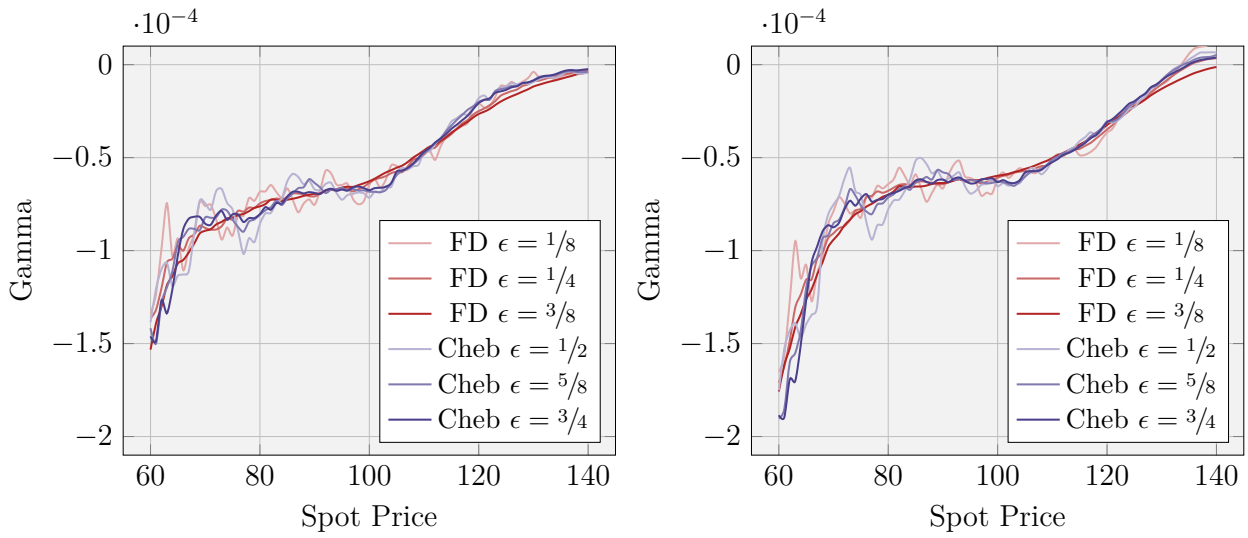 ·10−4
0
−0.5
−1
−1.5
−2
60 80 100 120 140
Spot Price
Gamma
FD ϵ = 1/8
FD ϵ = 1/4
FD ϵ = 3/8
Cheb ϵ = 1/2
Cheb ϵ = 5/8
Cheb ϵ = 3/4
·10−4
0
−0.5
−1
−1.5
−2
60 80 100 120 140
Spot Price
Gamma
FD ϵ = 1/8
FD ϵ = 1/4
FD ϵ = 3/8
Cheb ϵ = 1/2
Cheb ϵ = 5/8
Cheb ϵ = 3/4